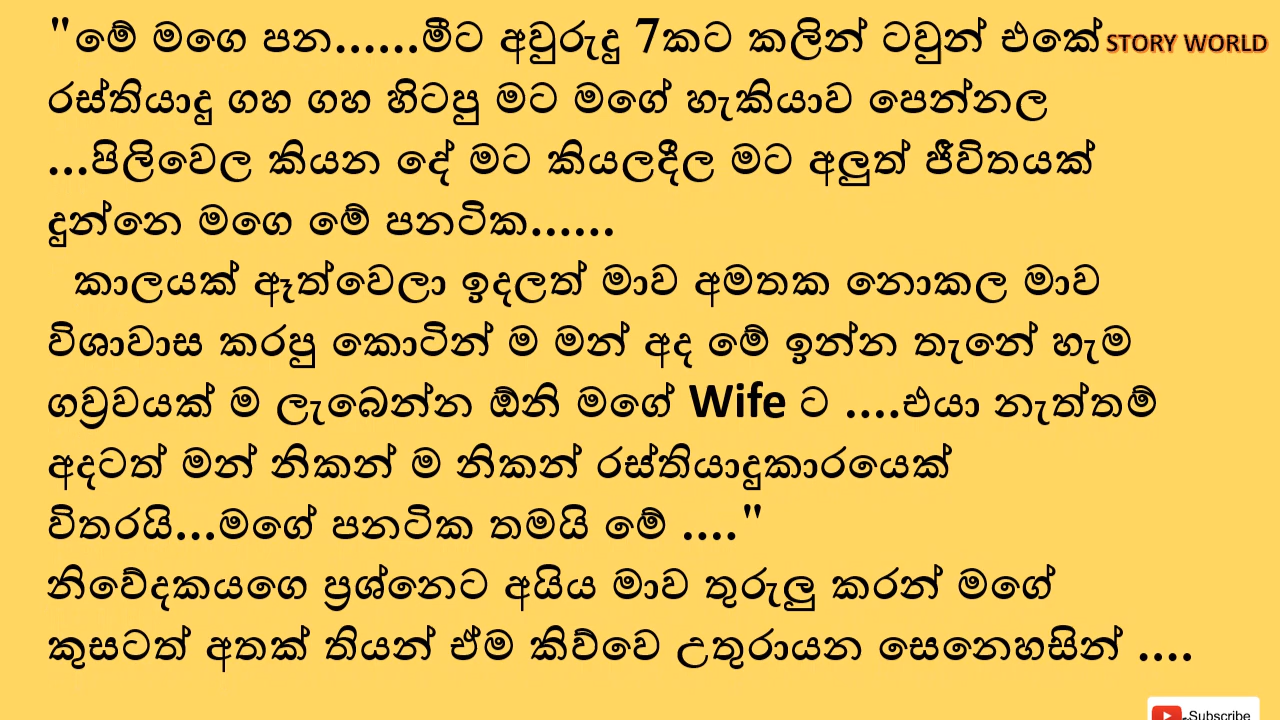 "මේ මගෙ පන......මීට අවුරුදු 7කට කලින් ටවුන් එකේ STORY WORLD
රස්තියාදු ගහ ගහ හිටපු මට මගේ හැකියාව පෙන්නල
...පිලිවෙල කියන දේ මට කියලදීල මට අලුත් ජීවිතයක්
දුන්නෙ මගෙ මේ පනටික......
කාලයක් ඈත්වෙලා ඉදලත් මාව අමතක නොකල මාව
විශාවාස කරපු කොටින් ම මන් අද මේ ඉන්න තැනේ හැම
ගව්‍රවයක් ම ලැබෙන්න ඕනි මගේ Wife ට ....එයා නැත්තම්
අදටත් මන් නිකන් ම නිකන් රස්තියාදුකාරයෙක්
විතරයි...මගේ පනටික තමයි මේ ...."
නිවේදකයගෙ ප්‍රශ්නෙට අයිය මාව තුරුලු කරන් මගේ
කුසටත් අතක් තියන් ඒම කිව්වෙ උතුරායන සෙනෙහසින් ....
Subscribe